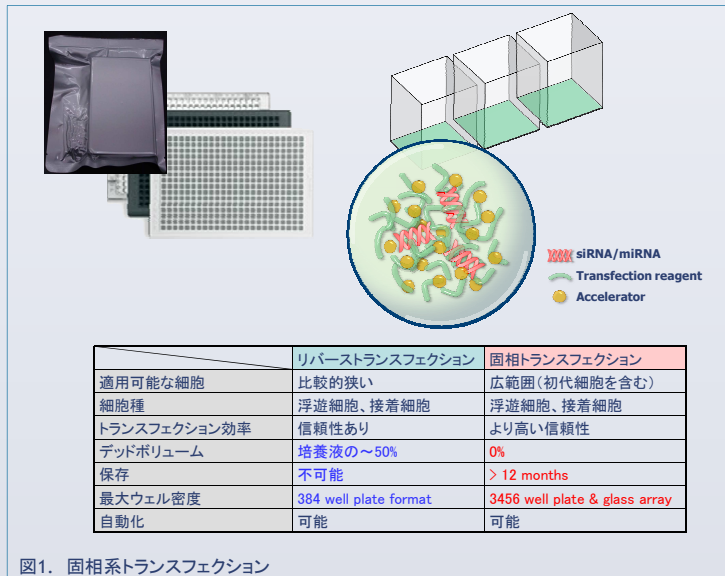 siRNA/miRNA
Transfection reagent
Accelerator
リバーストランスフェクション 固相トランスフェクション
適用可能な細胞 比較的狭い 広範囲(初代細胞を含む)
細胞種 浮遊細胞、接着細胞 浮遊細胞、接着細胞
トランスフェクション効率 信頼性あり より高い信頼性
デッドボリューム 培養液の～50% 0%
保存 不可能 > 12 months
最大ウェル密度 384 well plate format 3456 well plate & glass array
自動化 可能 可能
図1. 固相系トランスフェクション